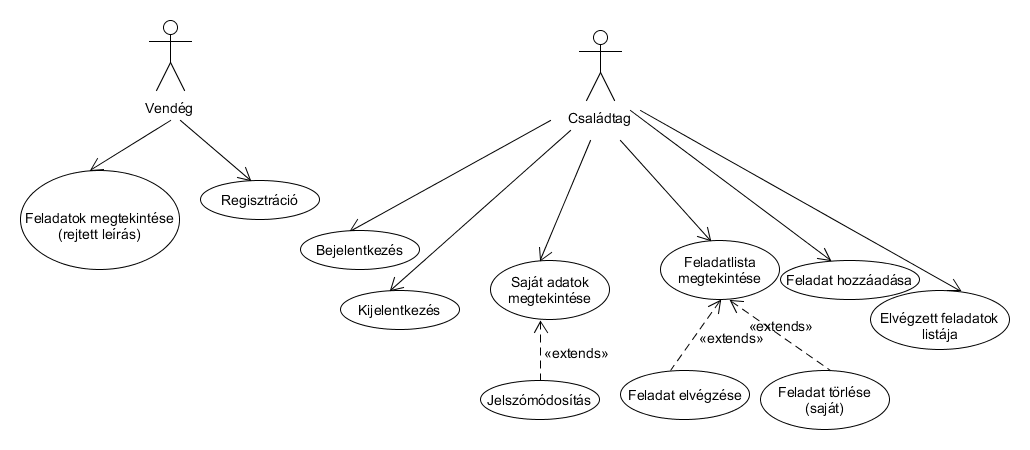 Vendég
Családtag
Feladatok megtekintése
(rejtett leírás)
Regisztráció
Bejelentkezés
Kijelentkezés
Saját adatok
megtekintése
Feladatlista
megtekintése
Feladat hozzáadása
Elvégzett feladatok
listája
«extends»
«extends»
«extends»
Jelszómódosítás
Feladat elvégzése
Feladat törlése
(saját)